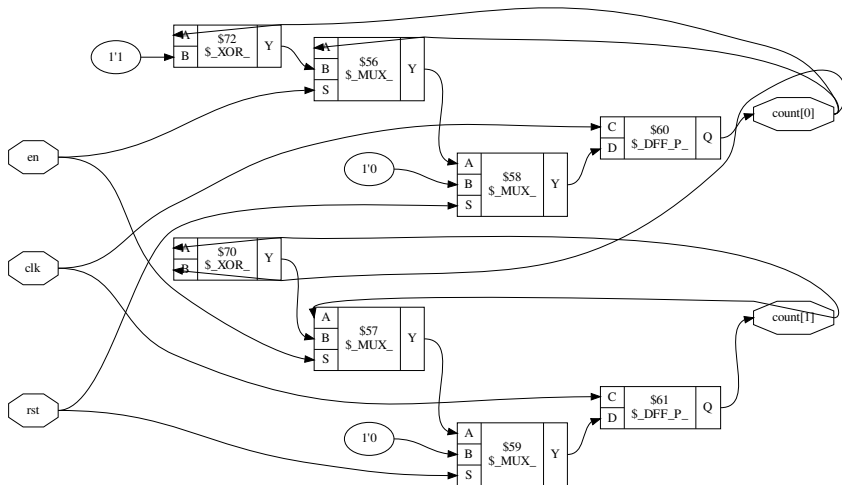 A
B
$72
$_XOR_
Y
1'1
A
B
S
$56
$_MUX_
Y
C
D
$60
$_DFF_P_
Q
count[0]
en
1'0
A
B
S
$58
$_MUX_
Y
clk
A
B
$70
$_XOR_
Y
A
B
S
$57
$_MUX_
Y
count[1]
rst
C
D
$61
$_DFF_P_
Q
1'0
A
B
S
$59
$_MUX_
Y